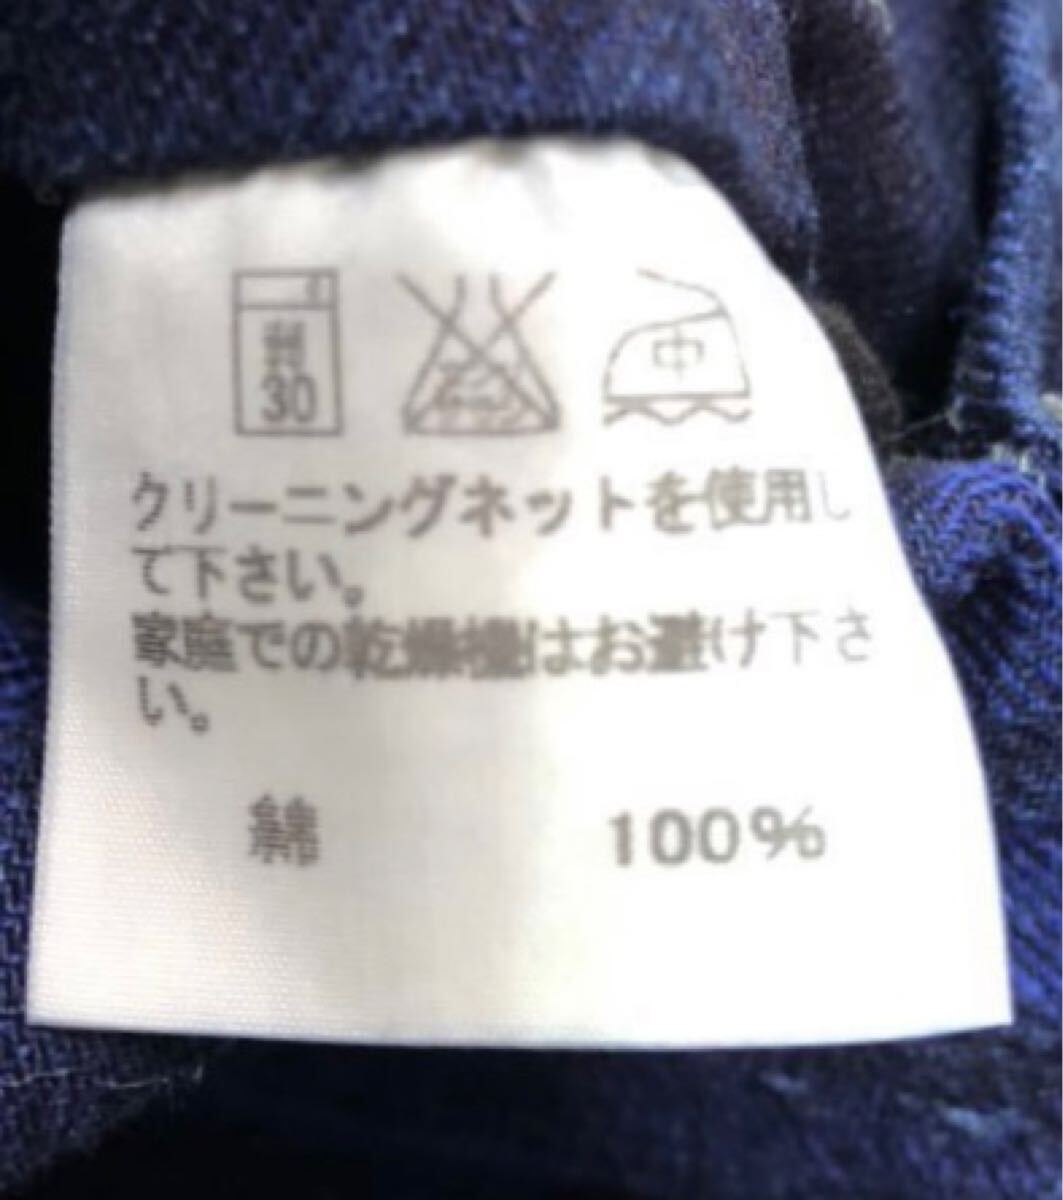 30
中
クリーニングネットを使用し
て下さい。
家庭での乾燥機はお避け下さ
い。
綿 100%